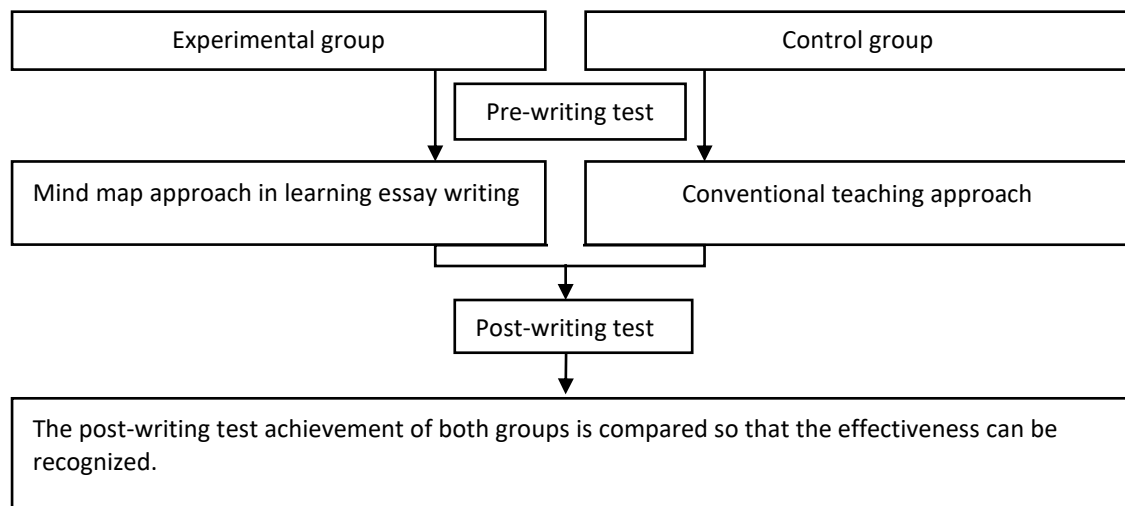 Experimental group
Control group
Pre-writing test
Mind map approach in learning essay writing
Conventional teaching approach
Post-writing test
The post-writing test achievement of both groups is compared so that the effectiveness can be
recognized.